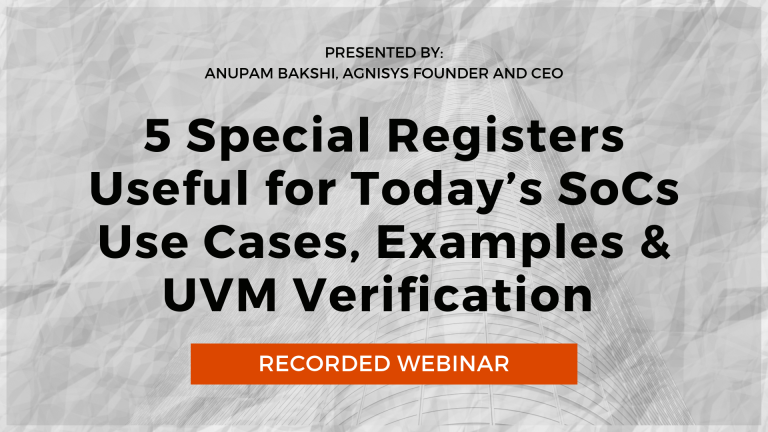 PRESENTED BY:
ANUPAM BAKSHI, AGNISYS FOUNDER AND CEO
5 Special Registers
Useful for Today’s SoCs
Use Cases, Examples &
UVM Verification
RECORDED WEBINAR